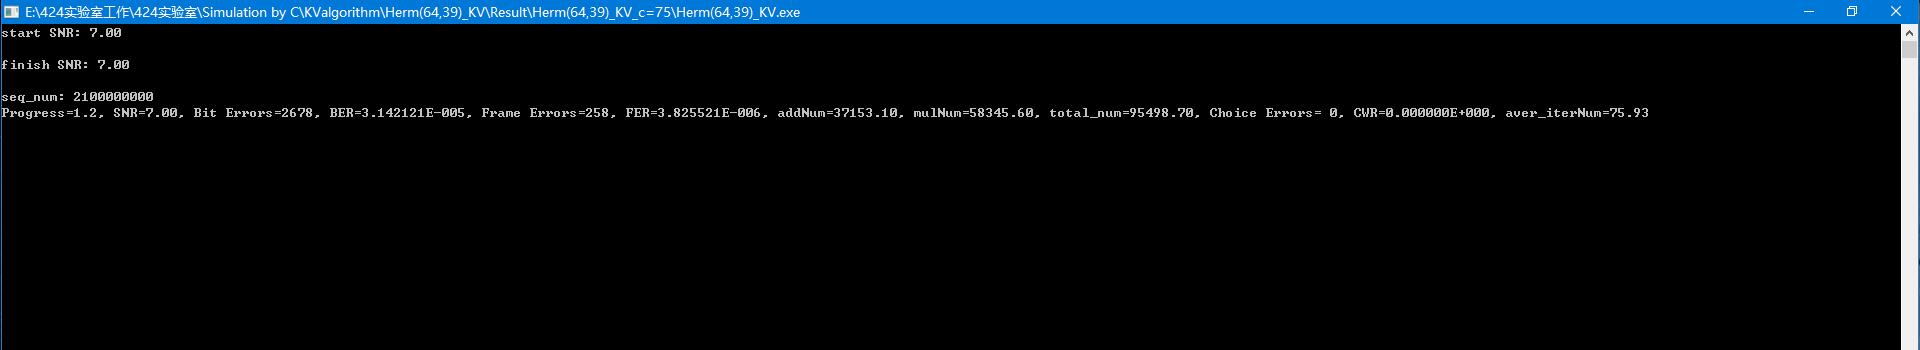 E:\424实验室工作\424实验室\Simulation by C\KValgorithm\Herm(64,39)_KV\Result\Herm(64,39)_KV_c=75\Herm(64,39)_KV.exe
start SNR: 7.00
finish SNR: 7.00
seq_num: 2100000000
Progress=1.2, SNR=7.00, Bit Errors=2678, BER=3.142121E-005, Frame Errors=258, FER=3.825521E-006, addNum=37153.10, mulNum=58345.60, total_num=95498.70, Choice Errors= 0, CWR=0.000000E+000, aver_iterNum=75.93